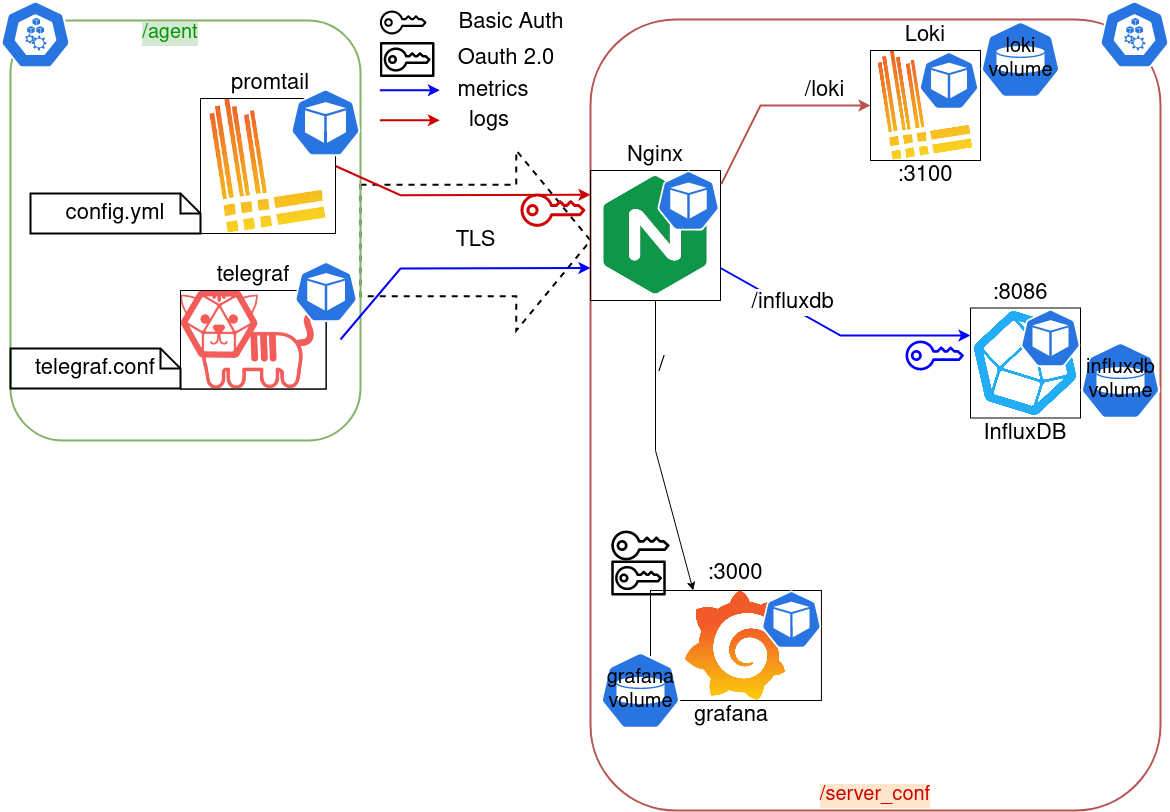 /agent
promtail
config.yml
telegraf
telegraf.conf
Basic Auth
Oauth 2.0
metrics
logs
TLS
Nginx
N
/loki
Loki
:3100
loki
volume
/influxdb
:8086
InfluxDB
influxdb
volume
/
:3000
grafana
volume
grafana
/server_conf